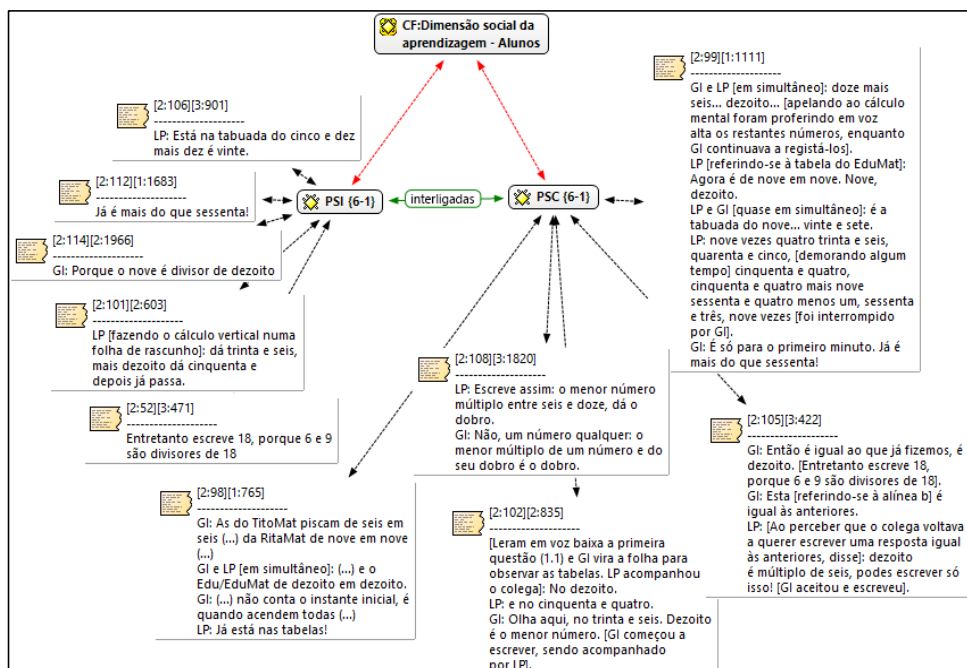 CF:Dimensão social da
aprendizagem - Alunos
[2:106][3:901]
---------------------
LP: Está na tabuada do cinco e dez
mais dez é vinte.
[2:112][1:1683]
---------------------
Já é mais do que sessenta!
[2:114][2:1966]
---------------------
GI: Porque o nove é divisor de dezoito
[2:101][2:603]
---------------------
LP [fazendo o cálculo vertical numa
folha de rascunho]: dá trinta e seis,
mais dezoito dá cinquenta e
depois já passa.
[2:52][3:471]
---------------------
Entretanto escreve 18, porque 6 e 9
são divisores de 18
PSI {6-1}
interligadas
PSC {6-1}
[2:98][1:765]
---------------------
GI: As do TitoMat piscam de seis em
seis (...) da RitaMat de nove em nove
(...)
GI e LP [em simultâneo]: (...) e o
Edu/EduMat de dezoito em dezoito.
GI: (...) não conta o instante inicial, é
quando acendem todas (...)
LP: Já está nas tabelas!
[2:108][3:1820]
---------------------
LP: Escreve assim: o menor número
múltiplo entre seis e doze, dá o
dobro.
GI: Não, um número qualquer: o
menor múltiplo de um número e do
seu dobro é o dobro.
[2:102][2:835]
---------------------
[Leram em voz baixa a primeira
questão (1.1) e GI vira a folha para
observar as tabelas. LP acompanhou
o colega]: No dezoito.
LP: e no cinquenta e quatro.
GI: Olha aqui, no trinta e seis. Dezoito
é o menor número. [GI começou a
escrever, sendo acompanhado
por LP].
[2:99][1:1111]
---------------------
GI e LP [em simultâneo]: doze mais
seis... dezoito... [apelando ao cálculo
mental foram proferindo em voz
alta os restantes números, enquanto
GI continuava a registá-los].
LP [referindo-se à tabela do EduMat]:
Agora é de nove em nove. Nove,
dezoito.
LP e GI [quase em simultâneo]: é a
tabuada do nove... vinte e sete.
LP: nove vezes quatro trinta e seis,
quarenta e cinco, [demorando algum
tempo] cinquenta e quatro,
cinquenta e quatro mais nove
sessenta e quatro menos um, sessenta
e três, nove vezes [foi interrompido
por GI].
GI: É só para o primeiro minuto. Já é
mais do que sessenta!
[2:105][3:422]
---------------------
GI: Então é igual ao que já fizemos, é
dezoito. [Entretanto escreve 18,
porque 6 e 9 são divisores de 18].
GI: Esta [referindo-se à alínea b] é
igual às anteriores.
LP: [Ao perceber que o colega voltava
a querer escrever uma resposta igual
às anteriores, disse]: dezoito
é múltiplo de seis, podes escrever só
isso! [GI aceitou e escreveu].